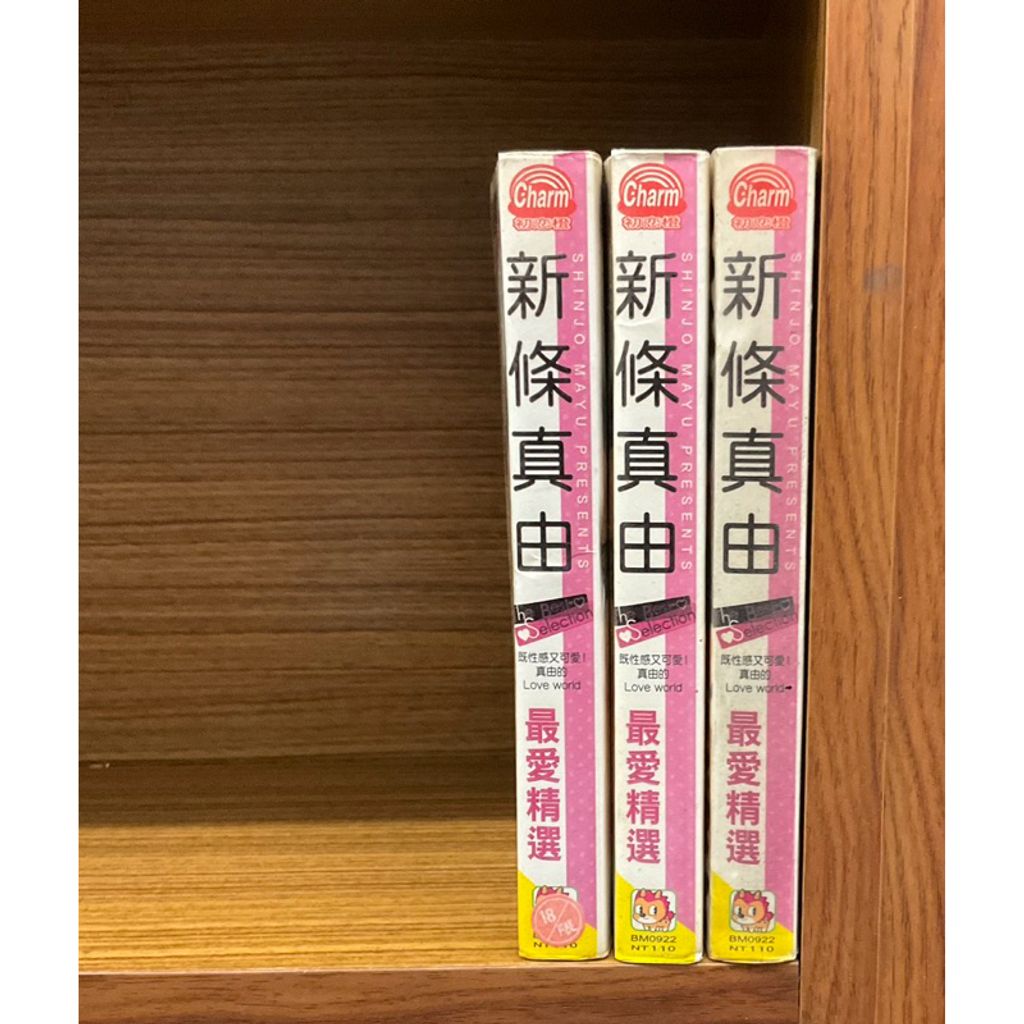 Charm
新條真由
SHINJO MAYU PRESENTS
he Best
Selection
既性感又可愛!
真由的
Love world
最愛精選
18
Charm
新條真由
SHINJO MAYU PRESENTS
he Best
Selection
既性感又可愛!
真由的
Love world
最愛精選
BM0922
NT110
Charm
新條真由
SHINJO MAYU PRESENTS
he Best
Selection
既性感又可愛!
真由的
Love world
最愛精選
BM0922
NT110